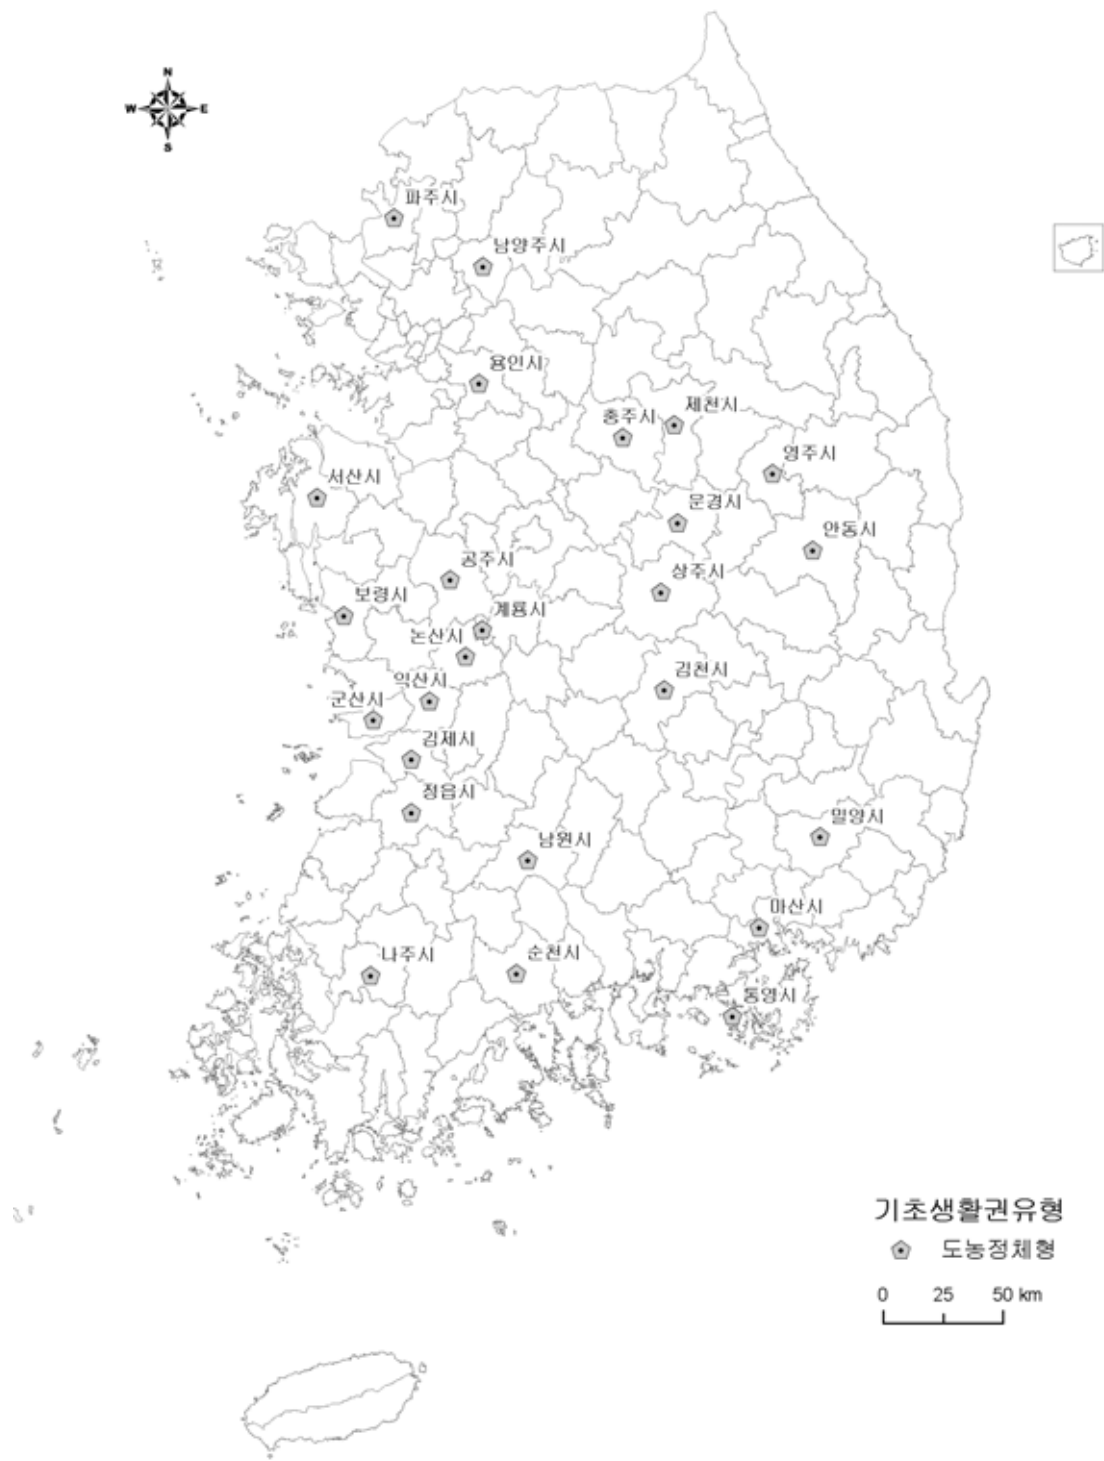 N
W E
S
파주시
남양주시
용인시
제천시
충주시
영주시
서산시
문경시
안동시
공주시
상주시
보령시
계룡시
논산시
김천시
익산시
군산시
김제시
정읍시
밀양시
남원시
마산시
나주시
순천시
통영시
기초생활권유형
도농정체형
0 25 50 km